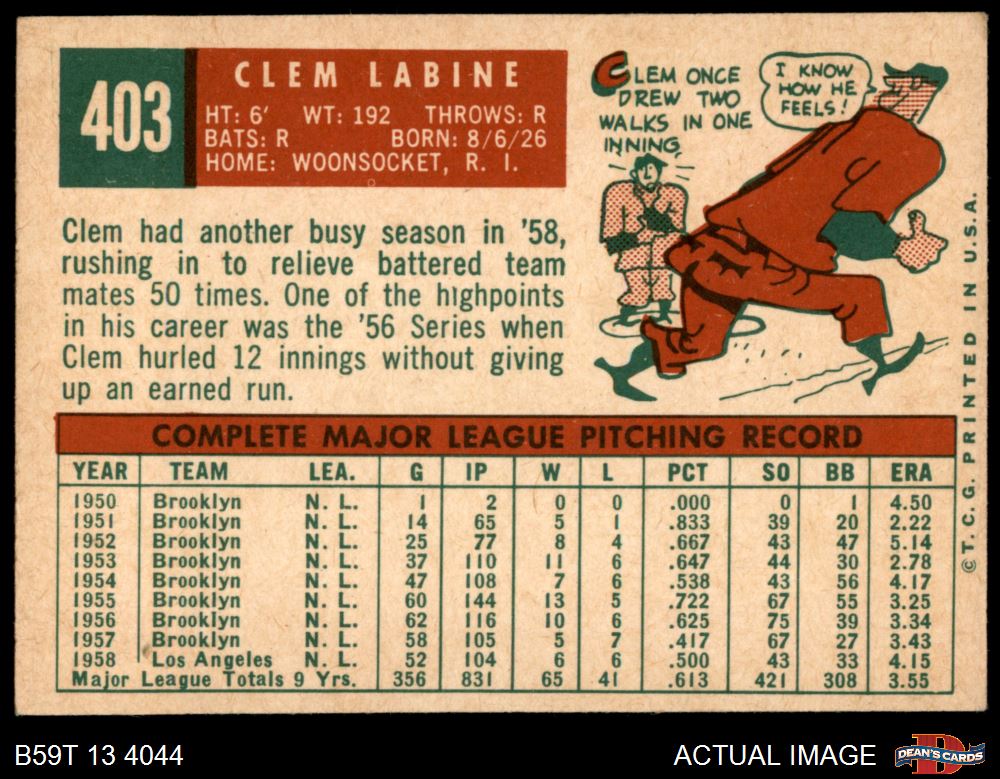 403
CLEM LABINE
HT: 6' WT: 192 THROWS: R
BATS: R BORN: 8/6/26
HOME: WOONSOCKET, R. I.
CLEM ONCE
DREW TWO
WALKS IN ONE
INNING
I KNOW
HOW HE
FEELS!
Clem had another busy season in '58,
rushing in to relieve battered team
mates 50 times. One of the highpoints
in his career was the '56 Series when
Clem hurled 12 innings without giving
up an earned run.
COMPLETE MAJOR LEAGUE PITCHING RECORD
YEAR TEAM LEA. G IP W L PCT SO BB ERA
1950 Brooklyn N. L. 1 2 0 0 .000 0 1 4.50
1951 Brooklyn N. L. 14 65 5 1 .833 39 20 2.22
1952 Brooklyn N. L. 25 77 8 4 .667 43 47 5.14
1953 Brooklyn N. L. 37 110 11 6 .647 44 30 2.78
1954 Brooklyn N. L. 47 108 7 6 .538 43 56 4.17
1955 Brooklyn N. L. 60 144 13 5 .722 67 55 3.25
1956 Brooklyn N. L. 62 116 10 6 .625 75 39 3.34
1957 Brooklyn N. L. 58 105 5 7 .417 67 27 3.43
1958 Los Angeles N. L. 52 104 6 6 .500 43 33 4.15
Major League Totals 9 Yrs. 356 831 65 41 .613 421 308 3.55
© T. C. G. PRINTED IN U.S.A.
B59T 13 4044
ACTUAL IMAGE
DEAN'S CARDS